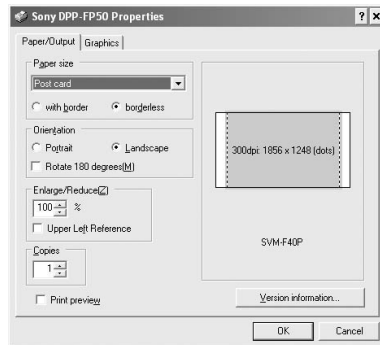 Sony DPP-FP50 Properties
Paper/Output Graphics
Paper size
Post card
with border borderless
Orientation
Portrait Landscape
Rotate 180 degrees(M)
300dpi: 1856 x 1248 (dots)
Enlarge/Reduce(Z)
100 %
Upper Left Reference
SVM-F40P
Copies
1
Print preview
Version information...
OK Cancel